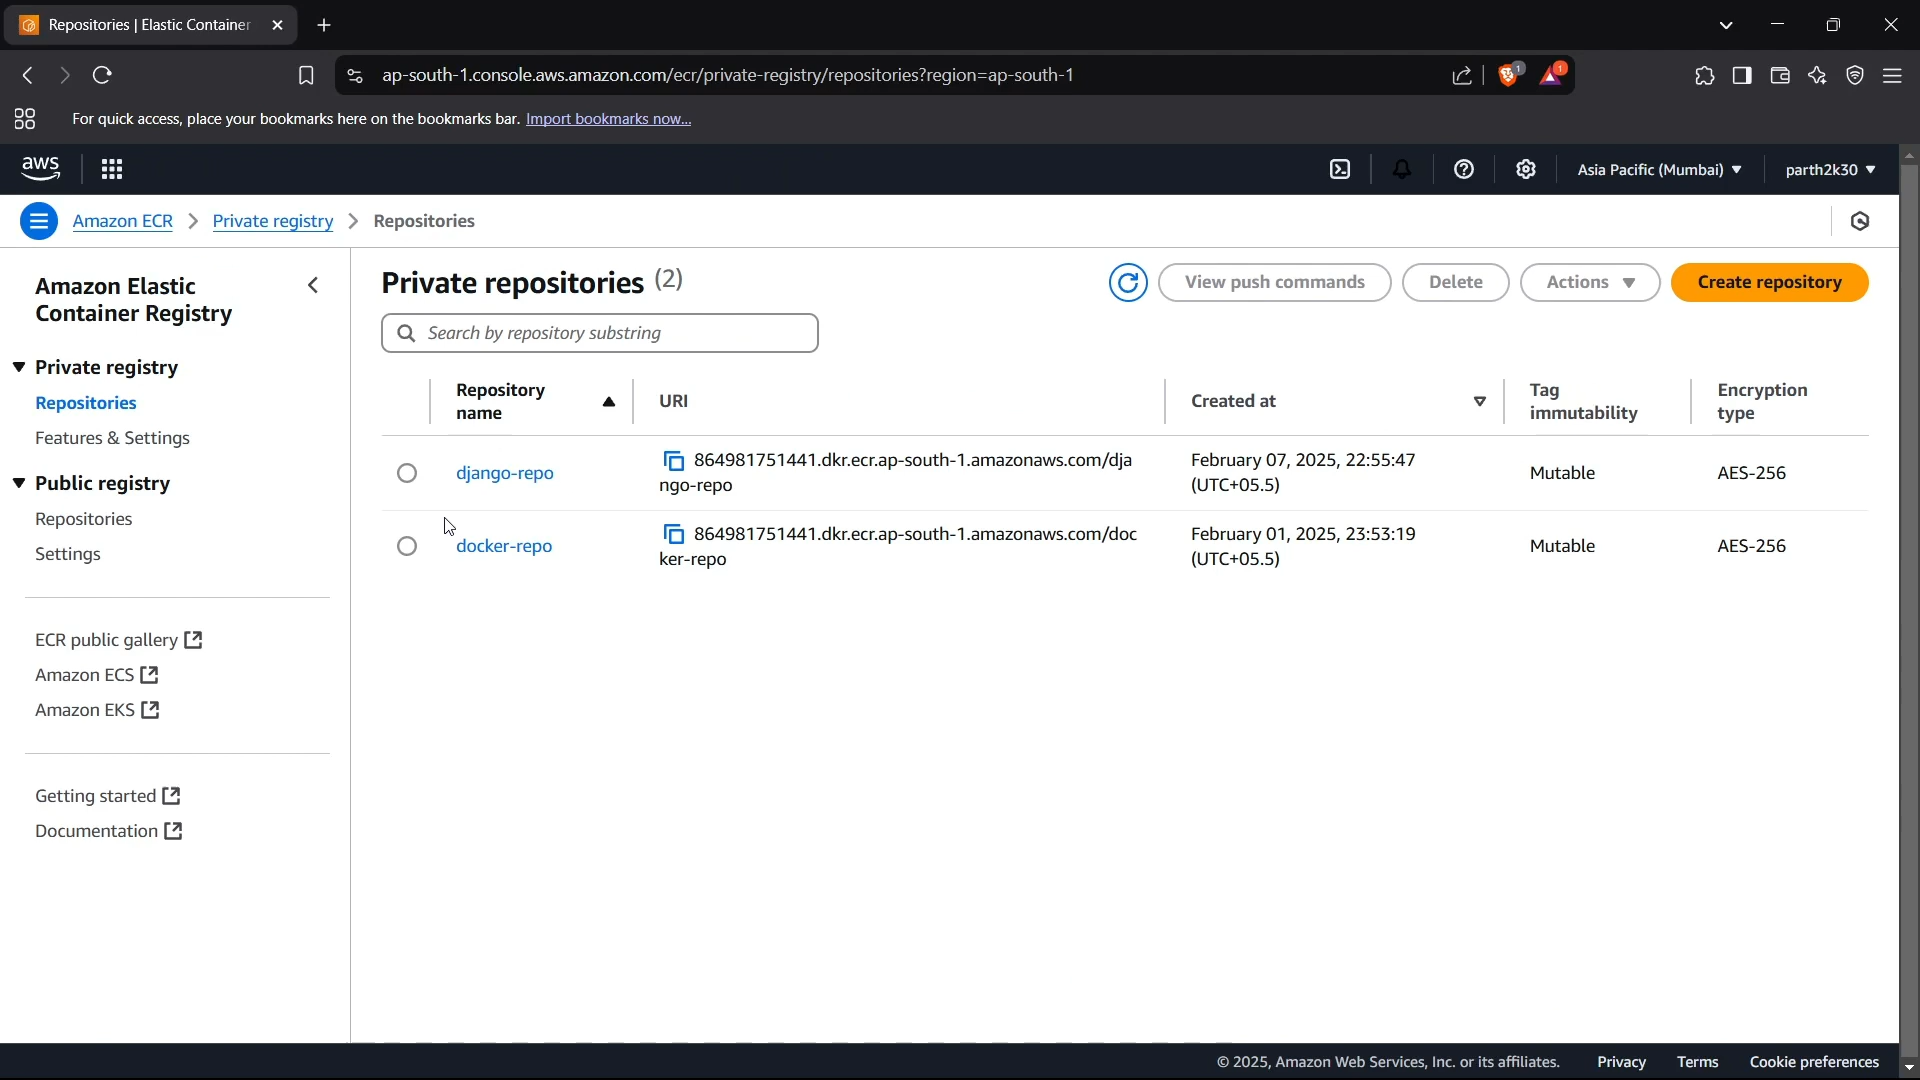 Repositories | Elastic Container
ap-south-1.console.aws.amazon.com/ecr/private-registry/repositories?region=ap-south-1
1
1
For quick access, place your bookmarks here on the bookmarks bar. Import bookmarks now...
aws
Asia Pacific (Mumbai)
parth2k30
Amazon ECR
Private registry
Repositories
Amazon Elastic
Container Registry
Private registry
Repositories
Features & Settings
Public registry
Repositories
Settings
ECR public gallery
Amazon ECS
Amazon EKS
Getting started
Documentation
Private repositories (2)
View push commands
Delete
Actions
Create repository
Search by repository substring
Repository
name
URI
Created at
Tag
immutability
Encryption
type
django-repo
864981751441.dkr.ecr.ap-south-1.amazonaws.com/dja
ngo-repo
February 07, 2025, 22:55:47
(UTC+05.5)
Mutable
AES-256
docker-repo
864981751441.dkr.ecr.ap-south-1.amazonaws.com/doc
ker-repo
February 01, 2025, 23:53:19
(UTC+05.5)
Mutable
AES-256
© 2025, Amazon Web Services, Inc. or its affiliates.
Privacy
Terms
Cookie preferences